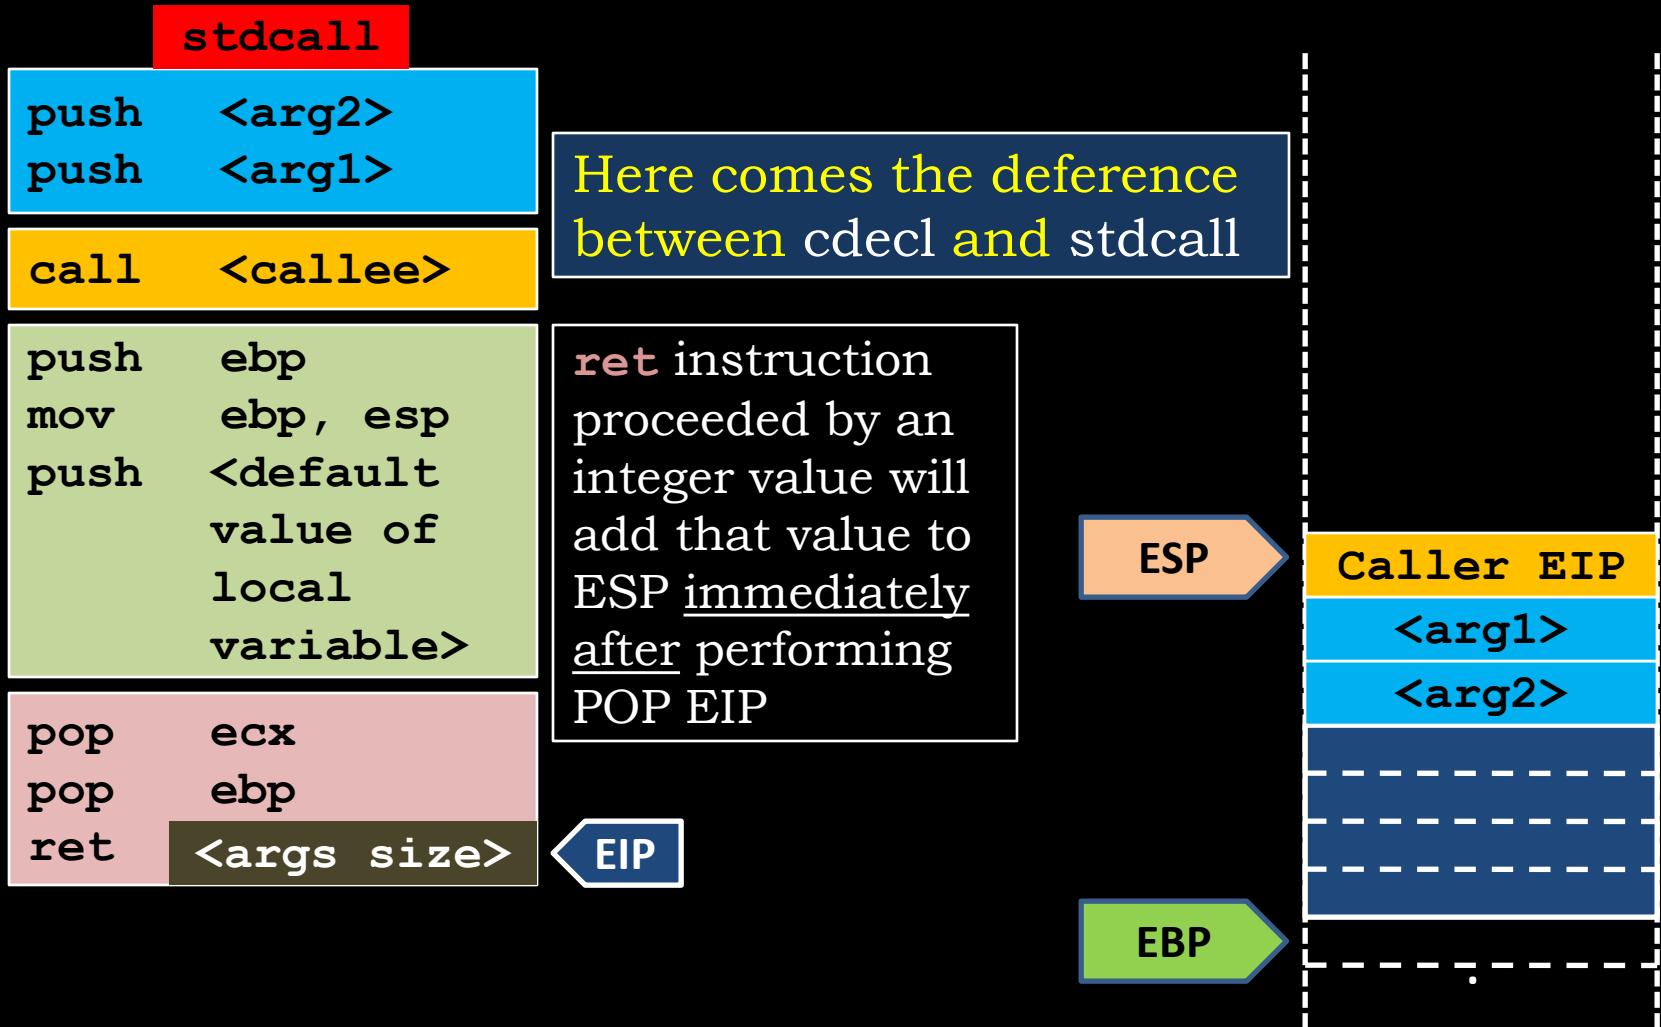 stdcall
push <arg2>
push <arg1>
call <callee>
push ebp
mov ebp, esp
push <default
value of
local
variable>
pop ecx
pop ebp
ret <args size>
Here comes the deference
between cdecl and stdcall
ret instruction
proceeded by an
integer value will
add that value to
ESP immediately
after performing
POP EIP
EIP
ESP
EBP
Caller EIP
<arg1>
<arg2>
.